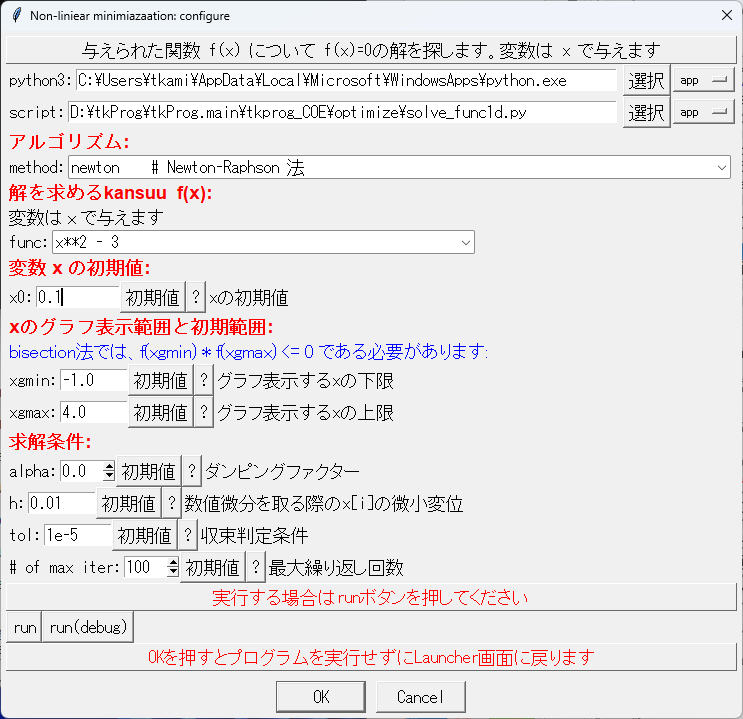 Non-liniear minimiazaation: configure
与えられた関数 f(x) について f(x)=0の解を探します。変数は x で与えます
python3: C:¥Users¥tkami¥AppData¥Local¥Microsoft¥WindowsApps¥python.exe 選択 app
script: D:¥tkProg¥tkProg.main¥tkprog_COE¥optimize¥solve_func1d.py 選択 app
アルゴリズム:
method: newton # Newton-Raphson 法
解を求めるkansuu f(x):
変数は x で与えます
func: x**2 - 3
変数 x の初期値:
x0: 0.1 初期値 ? xの初期値
xのグラフ表示範囲と初期範囲:
bisection法では、f(xgmin) * f(xgmax) <= 0 である必要があります:
xgmin: -1.0 初期値 ? グラフ表示するxの下限
xgmax: 4.0 初期値 ? グラフ表示するxの上限
求解条件:
alpha: 0.0 初期値 ? ダンピングファクター
h: 0.01 初期値 ? 数値微分を取る際のx[i]の微小変位
tol: 1e-5 初期値 ? 収束判定条件
# of max iter: 100 初期値 ? 最大繰り返し回数
実行する場合は runボタンを押してください
run run(debug)
OKを押すとプログラムを実行せずにLauncher画面に戻ります
OK Cancel